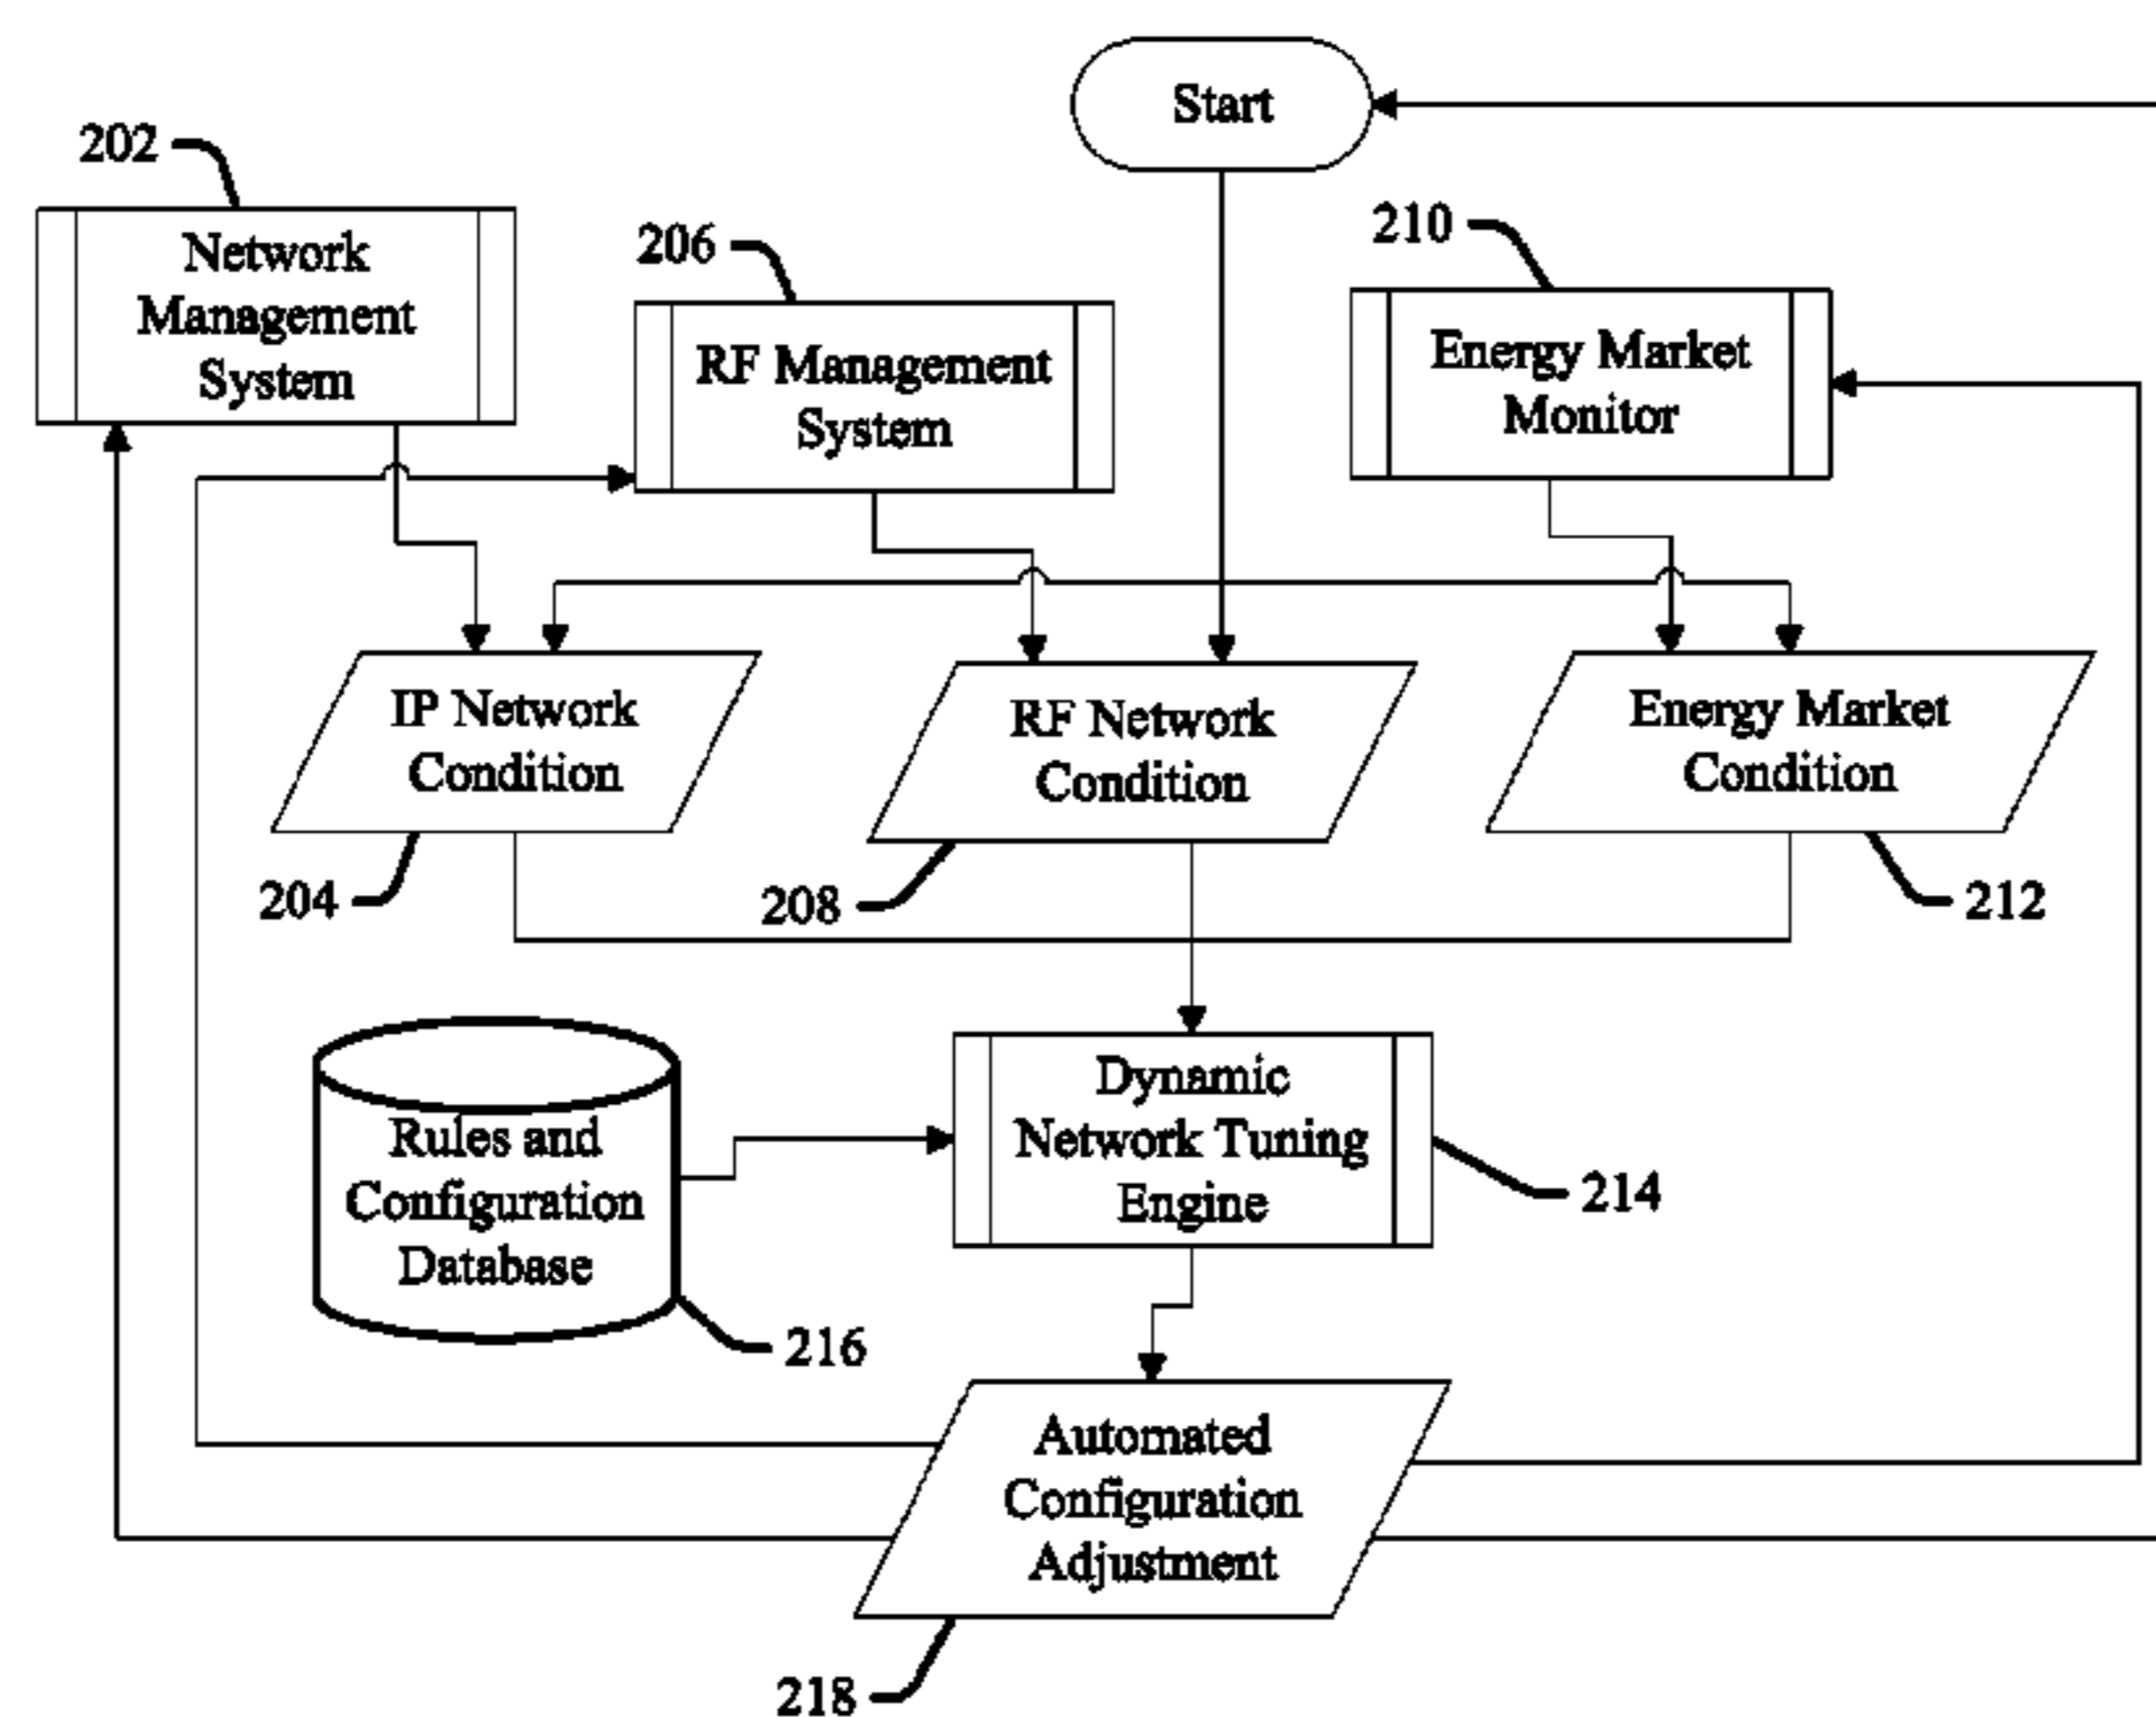 Start
202
Network
Management
System
206
RF Management
System
210
Energy Market
Monitor
IP Network
Condition
204
RF Network
Condition
208
Energy Market
Condition
212
Rules and
Configuration
Database
216
Dynamic
Network Tuning
Engine
214
Automated
Configuration
Adjustment
218